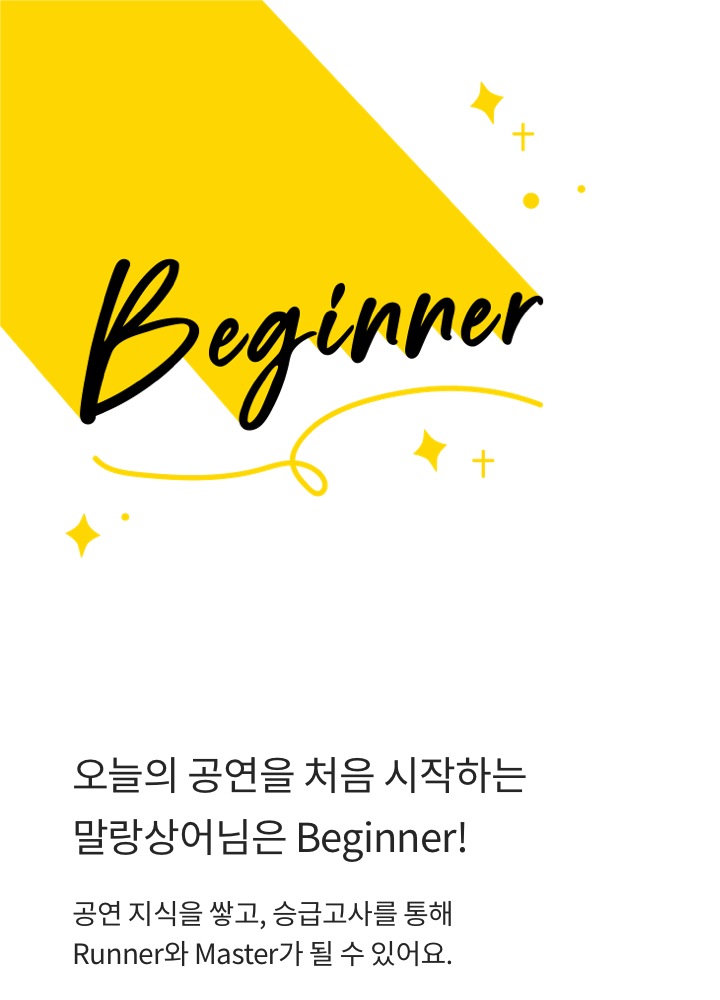 Beginner
오늘의 공연을 처음 시작하는
말랑상어님은 Beginner!
공연 지식을 쌓고, 승급고사를 통해
Runner와 Master가 될 수 있어요.